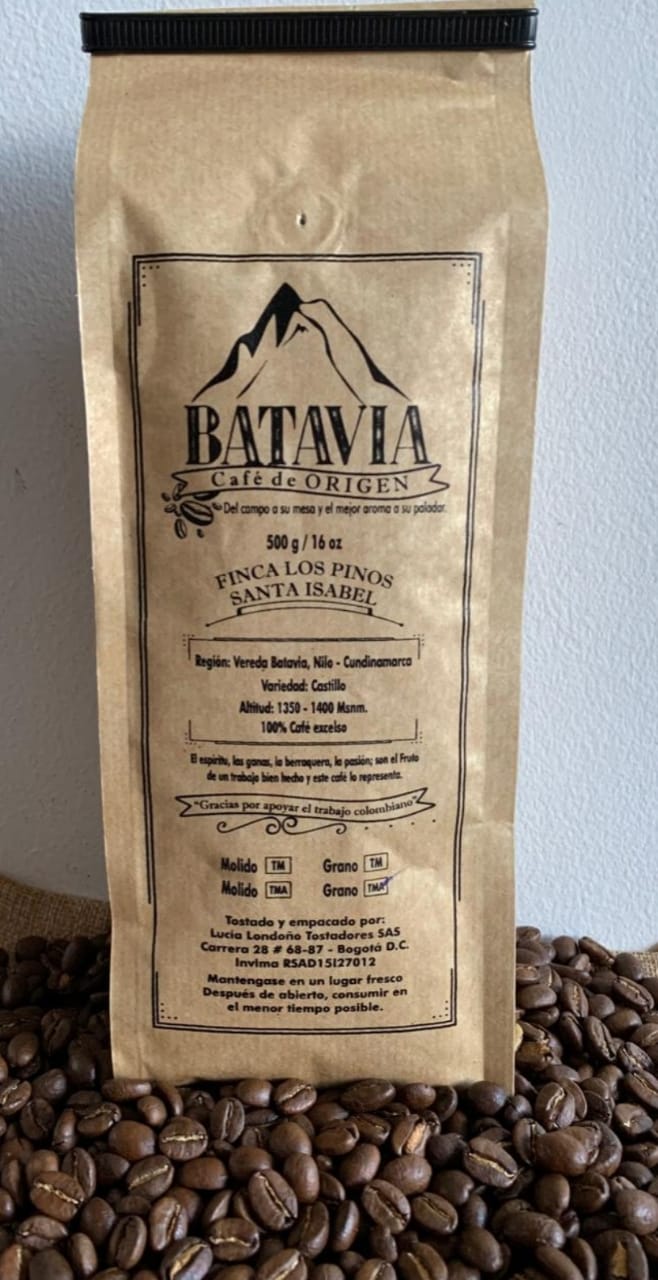 BATAVIA
Café de ORIGEN
Del campo a su mesa y el mejor aroma a su paladar.
500 g / 16 oz
FINCA LOS PINOS
SANTA ISABEL
Región: Vereda Batavia, Nilo - Cundinamarca
Variedad: Castillo
Altitud: 1350 - 1400 Msnm.
100% Café excelso
El espíritu, las ganas, la berraquera, la pasión; son el Fruto
de un trabajo bien hecho y este café lo representa.
"Gracias por apoyar el trabajo colombiano"
Molido TM Grano TM
Molido TMA Grano TMA
Tostado y empacado por:
Lucia Londoño Tostadores SAS
Carrera 28 # 68-87 - Bogotá D.C.
Invima RSAD15I27012
Mantengase en un lugar fresco
Después de abierto, consumir en
el menor tiempo posible.